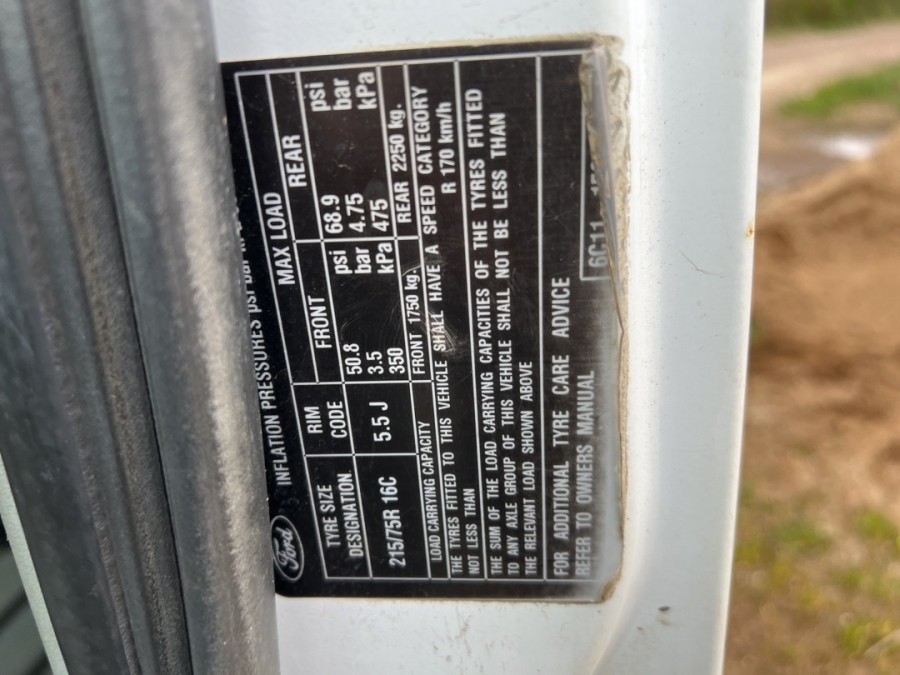 Ford
INFLATION PRESSURES psi bar
TYRE SIZE DESIGNATION
RIM CODE
MAX LOAD
FRONT
REAR
215/75R 16C
5.5 J
50.8 psi
3.5 bar
350 kPa
68.9 psi
4.75 bar
475 kPa
LOAD CARRYING CAPACITY
FRONT 1750 kg.
REAR 2250 kg.
THE TYRES FITTED TO THIS VEHICLE SHALL HAVE A SPEED CATEGORY
NOT LESS THAN
R 170 km/h
THE SUM OF THE LOAD CARRYING CAPACITIES OF THE TYRES FITTED
TO ANY AXLE GROUP OF THIS VEHICLE SHALL NOT BE LESS THAN
THE RELEVANT LOAD SHOWN ABOVE
FOR ADDITIONAL TYRE CARE ADVICE
REFER TO OWNERS MANUAL
6C11